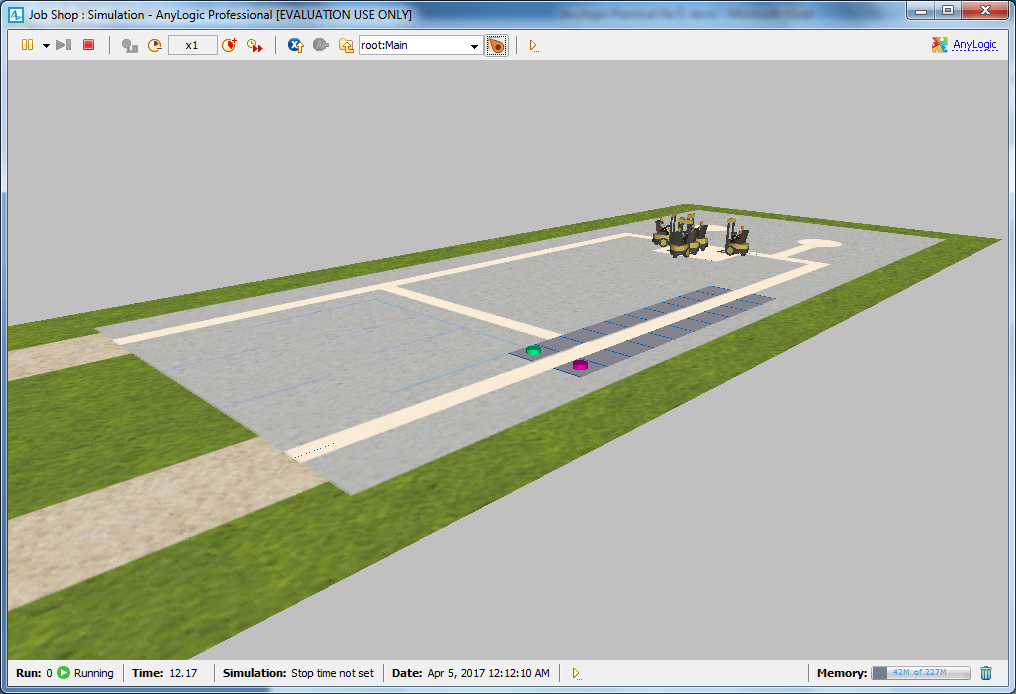 Job Shop : Simulation - AnyLogic Professional [EVALUATION USE ONLY]
x1
root:Main
AnyLogic
Run: 0 Running
Time: 12.17
Simulation: Stop time not set
Date: Apr 5, 2017 12:12:10 AM
Memory:
42M of 227M